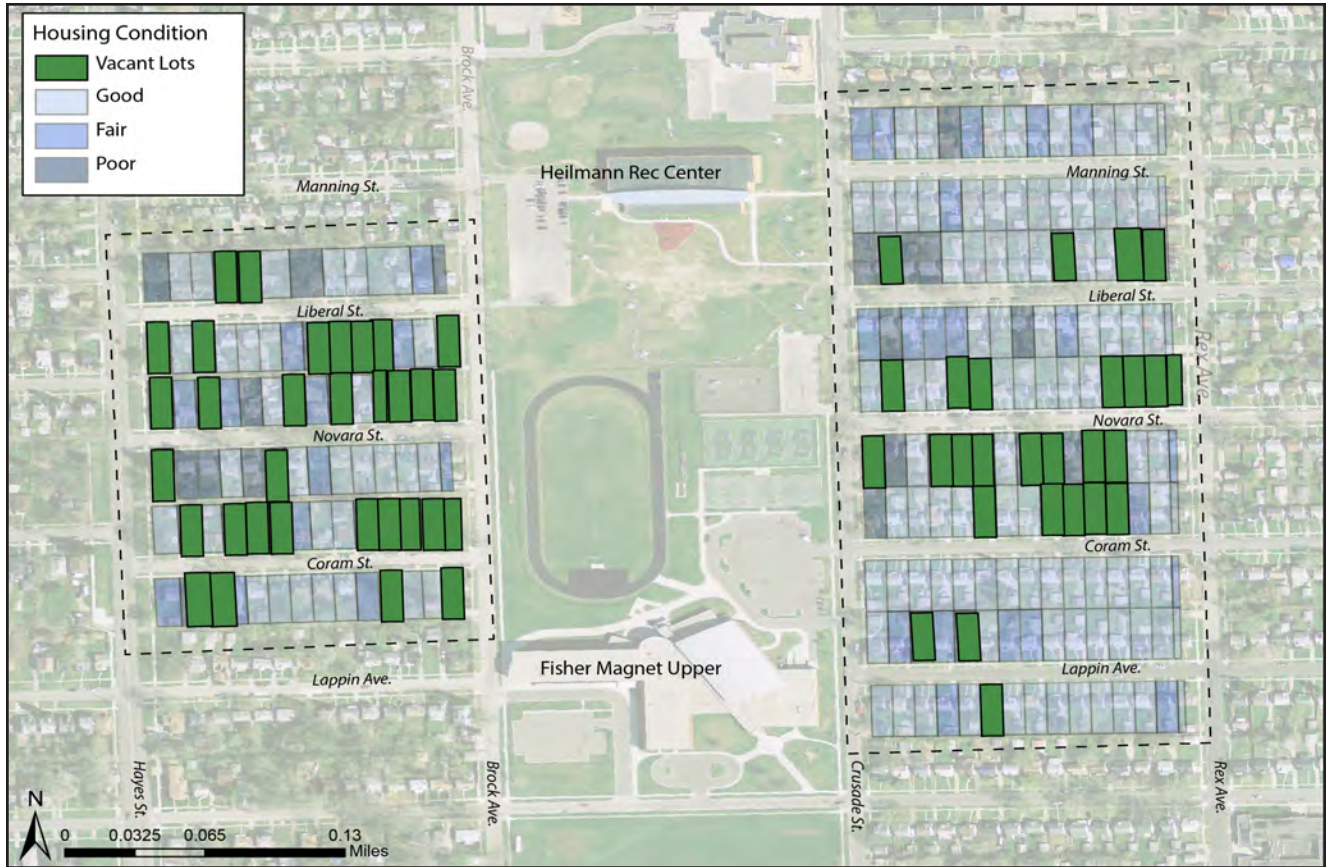 Housing Condition
Vacant Lots
Good
Fair
Poor
Brock Ave.
Manning St.
Heilmann Rec Center
Manning St.
Liberal St.
Liberal St.
Rex Ave.
Novara St.
Novara St.
Coram St.
Coram St.
Fisher Magnet Upper
Lappin Ave.
Lappin Ave.
Hayes St.
Brock Ave.
Crusade St.
Rex Ave.
N
0 0.0325 0.065 0.13
Miles